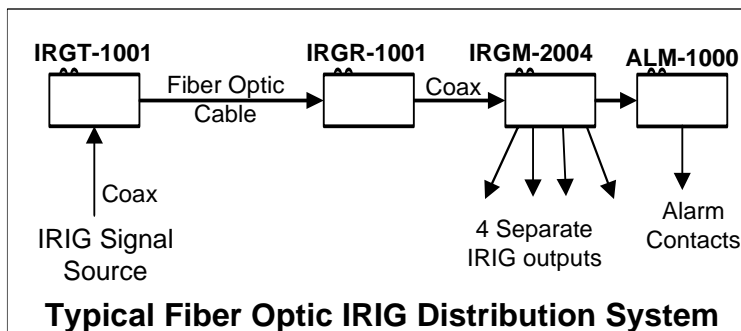 IRGT-1001
IRGR-1001
IRGM-2004
ALM-1000
Fiber Optic
Cable
Coax
Coax
IRIG Signal
Source
4 Separate
IRIG outputs
Alarm
Contacts
Typical Fiber Optic IRIG Distribution System